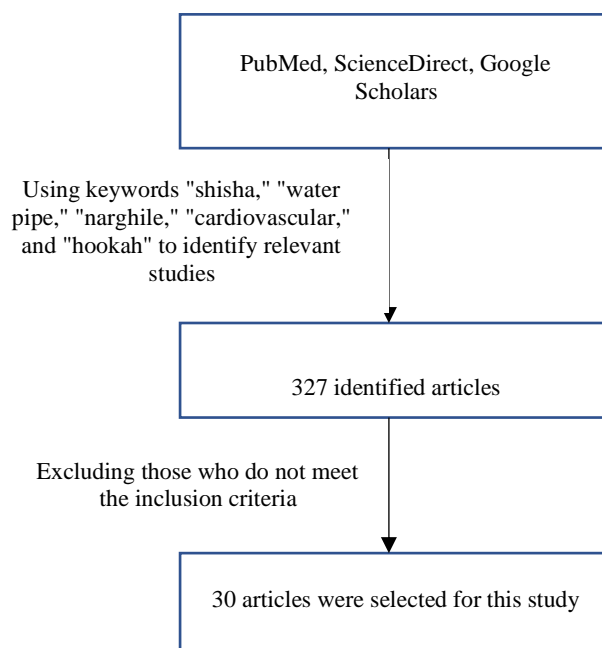 PubMed, ScienceDirect, Google
Scholars
Using keywords "shisha," "water
pipe," "narghile," "cardiovascular,"
and "hookah" to identify relevant
studies
327 identified articles
Excluding those who do not meet
the inclusion criteria
30 articles were selected for this study